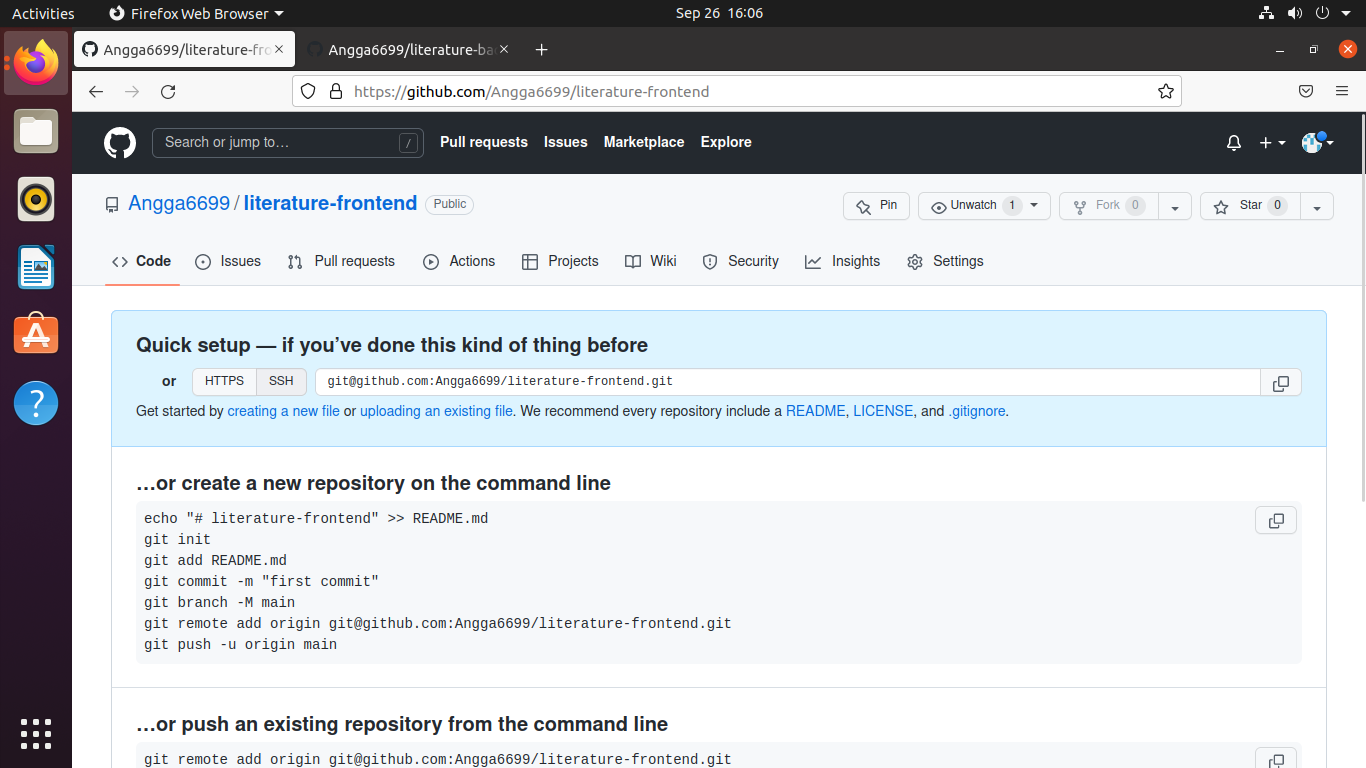 Activities Firefox Web Browser Sep 26 16:06
Angga6699/literature-fro Angga6699/literature-ba
https://github.com/Angga6699/literature-frontend
Search or jump to… / Pull requests Issues Marketplace Explore
Angga6699 / literature-frontend Public Pin Unwatch 1 Fork 0 Star 0
Code Issues Pull requests Actions Projects Wiki Security Insights Settings
Quick setup — if you’ve done this kind of thing before
or HTTPS SSH git@github.com:Angga6699/literature-frontend.git
Get started by creating a new file or uploading an existing file. We recommend every repository include a README, LICENSE, and .gitignore.
…or create a new repository on the command line
echo "# literature-frontend" >> README.md
git init
git add README.md
git commit -m "first commit"
git branch -M main
git remote add origin git@github.com:Angga6699/literature-frontend.git
git push -u origin main
…or push an existing repository from the command line
git remote add origin git@github.com:Angga6699/literature-frontend.git